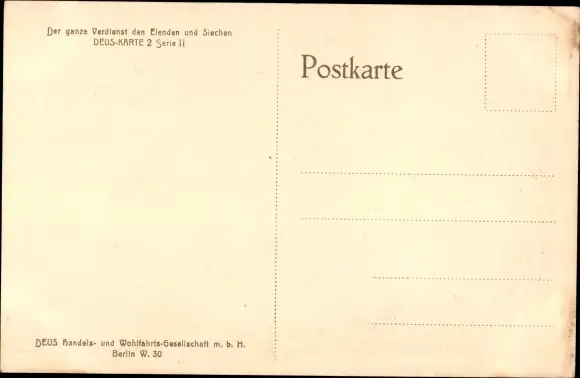 Der ganze Verdienst den Elenden und Siechen
DEUS-KARTE 2 Serie II
Postkarte
DEUS Handels- und Wohlfahrts-Gesellschaft m. b. H.
Berlin W. 30